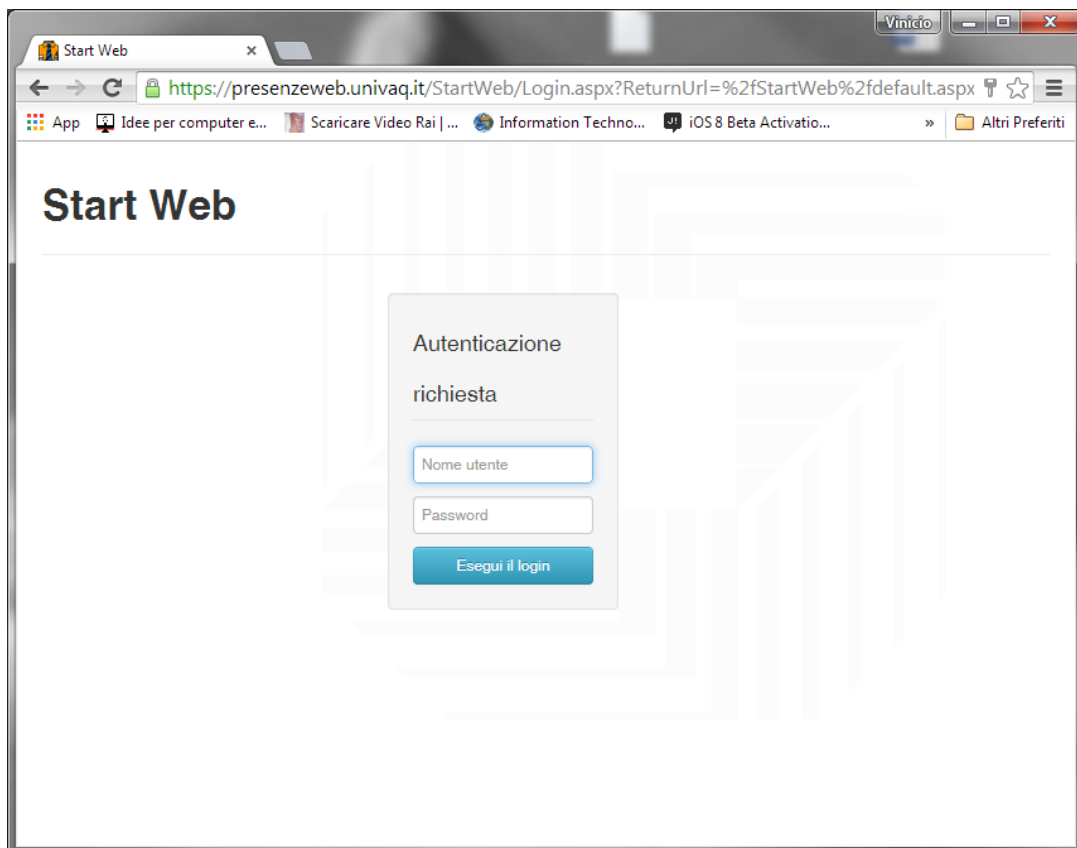 Vinicio
Start Web
https://presenzeweb.univaq.it/StartWeb/Login.aspx?ReturnUrl=%2fStartWeb%2fdefault.aspx
App Idee per computer e... Scaricare Video Rai | ... Information Techno... iOS 8 Beta Activatio... » Altri Preferiti
Start Web
Autenticazione
richiesta
Nome utente
Password
Esegui il login